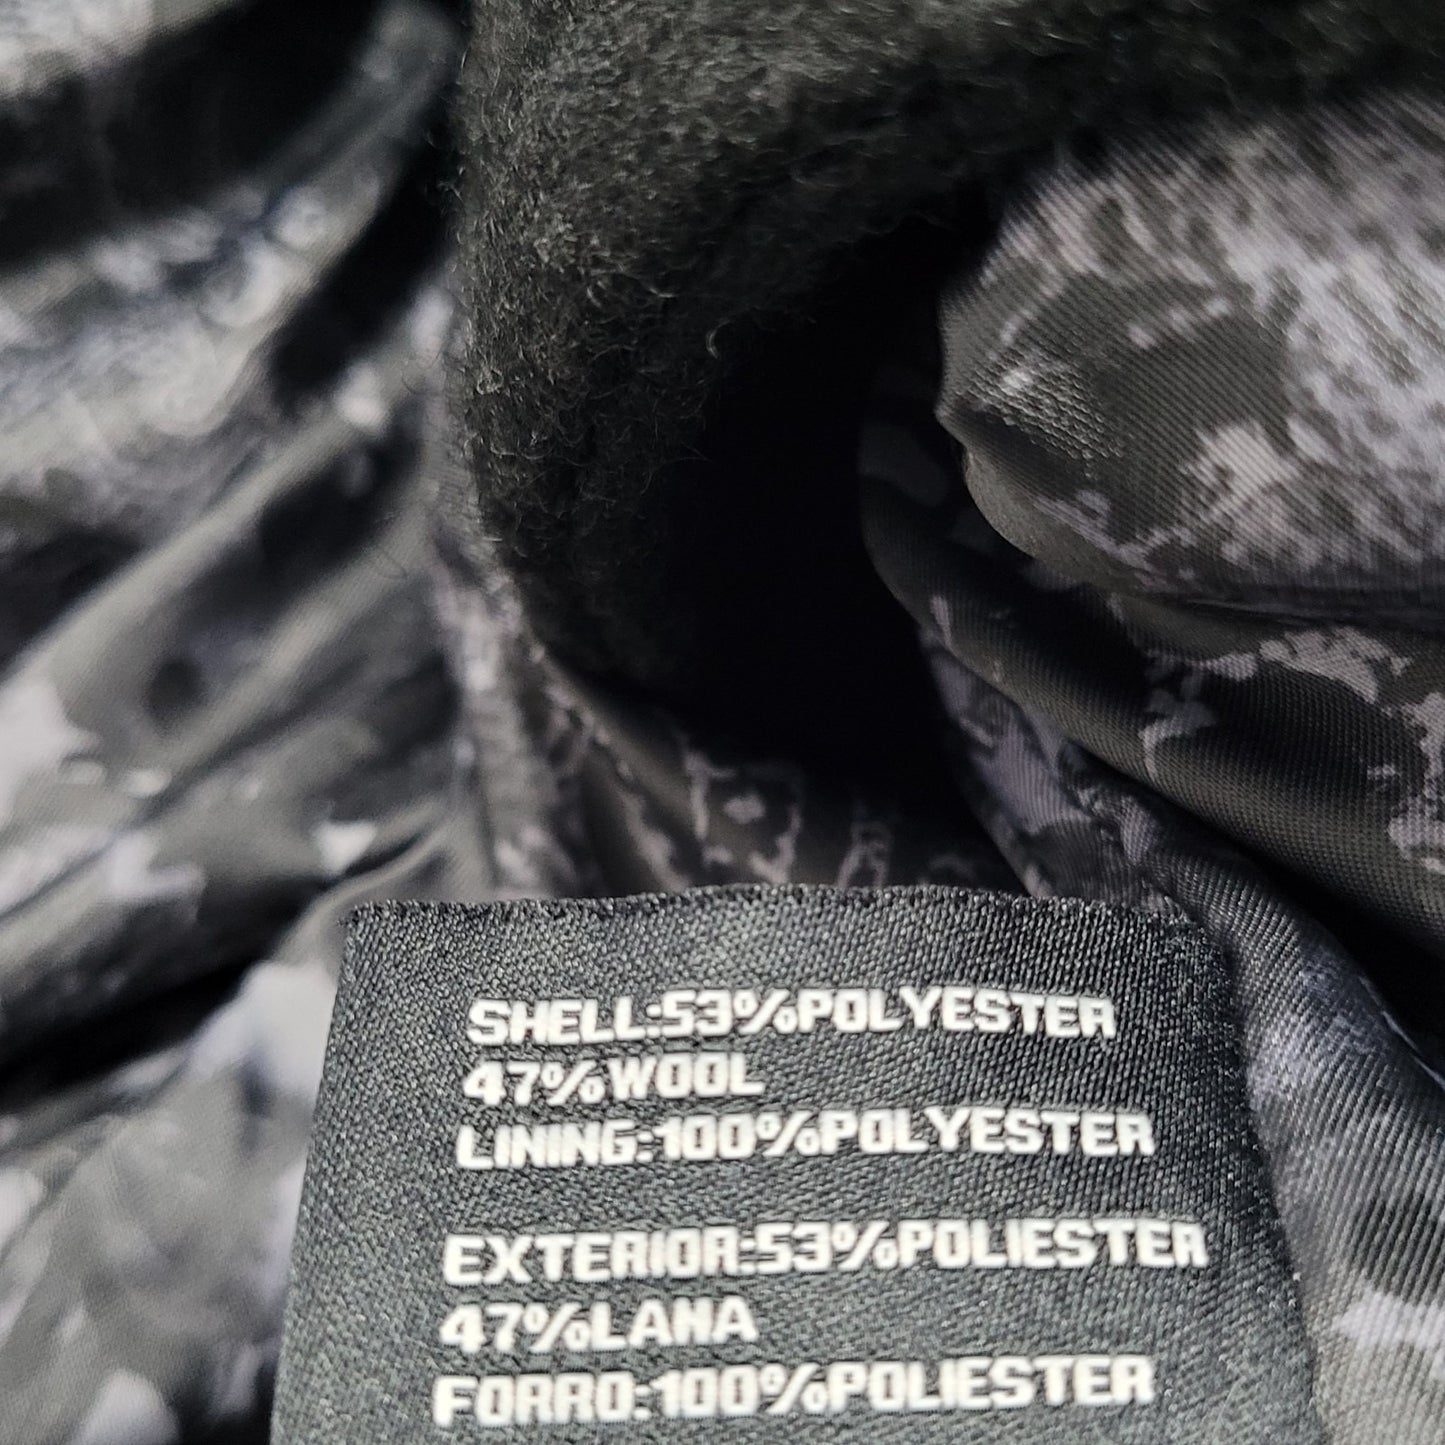 SHELL:53%POLYESTER
47%WOOL
LINING:100%POLYESTER
EXTERIOR:53%POLIESTER
47%LANA
FORRO:100%POLIESTER